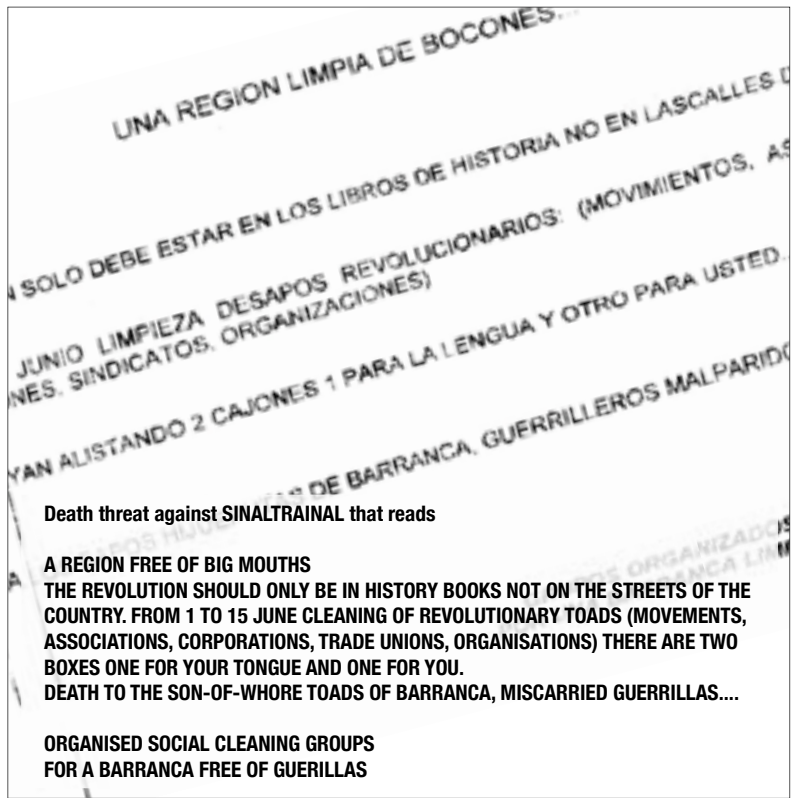 UNA REGION LIMPIA DE BOCONES...
SOLO DEBE ESTAR EN LOS LIBROS DE HISTORIA NO EN LASCALLES D
JUNIO LIMPIEZA DESAPOS REVOLUCIONARIOS: (MOVIMIENTOS, AS
NES, SINDICATOS, ORGANIZACIONES)
YAN ALISTANDO 2 CAJONES 1 PARA LA LENGUA Y OTRO PARA USTED...
DE BARRANCA, GUERRILLEROS MALPARIDO
ORGANIZADOS
BARRANCA LIM
Death threat against SINALTRAINAL that reads
A REGION FREE OF BIG MOUTHS
THE REVOLUTION SHOULD ONLY BE IN HISTORY BOOKS NOT ON THE STREETS OF THE
COUNTRY. FROM 1 TO 15 JUNE CLEANING OF REVOLUTIONARY TOADS (MOVEMENTS,
ASSOCIATIONS, CORPORATIONS, TRADE UNIONS, ORGANISATIONS) THERE ARE TWO
BOXES ONE FOR YOUR TONGUE AND ONE FOR YOU.
DEATH TO THE SON-OF-WHORE TOADS OF BARRANCA, MISCARRIED GUERRILLAS....
ORGANISED SOCIAL CLEANING GROUPS
FOR A BARRANCA FREE OF GUERILLAS